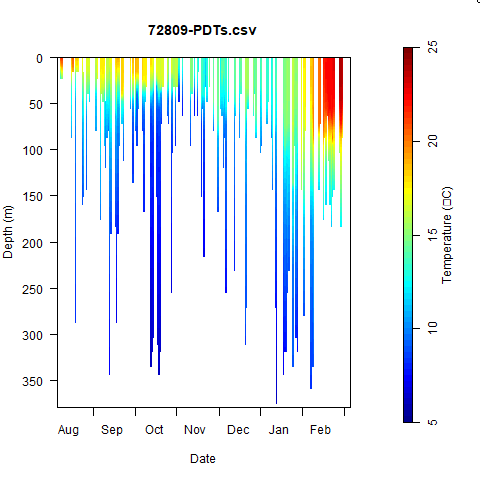 72809-PDTs.csv
0
50
100
150
200
250
300
350
Depth (m)
Aug Sep Oct Nov Dec Jan Feb
Date
25
20
15
10
5
Temperature (□C)